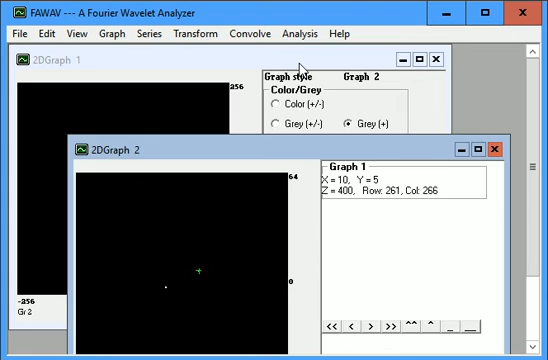 FAWAV --- A Fourier Wavelet Analyzer
File Edit View Graph Series Transform Convolve Analysis Help
2DGraph 1
256
Graph style Graph 2
Color/Grey
Color (+/-)
Grey (+/-) Grey (+)
2DGraph 2
64
Graph 1
X = 10, Y = 5
Z = 400, Row: 261, Col: 266
0
-256
Gr 2
<< < > >> ^^ ^ _ __